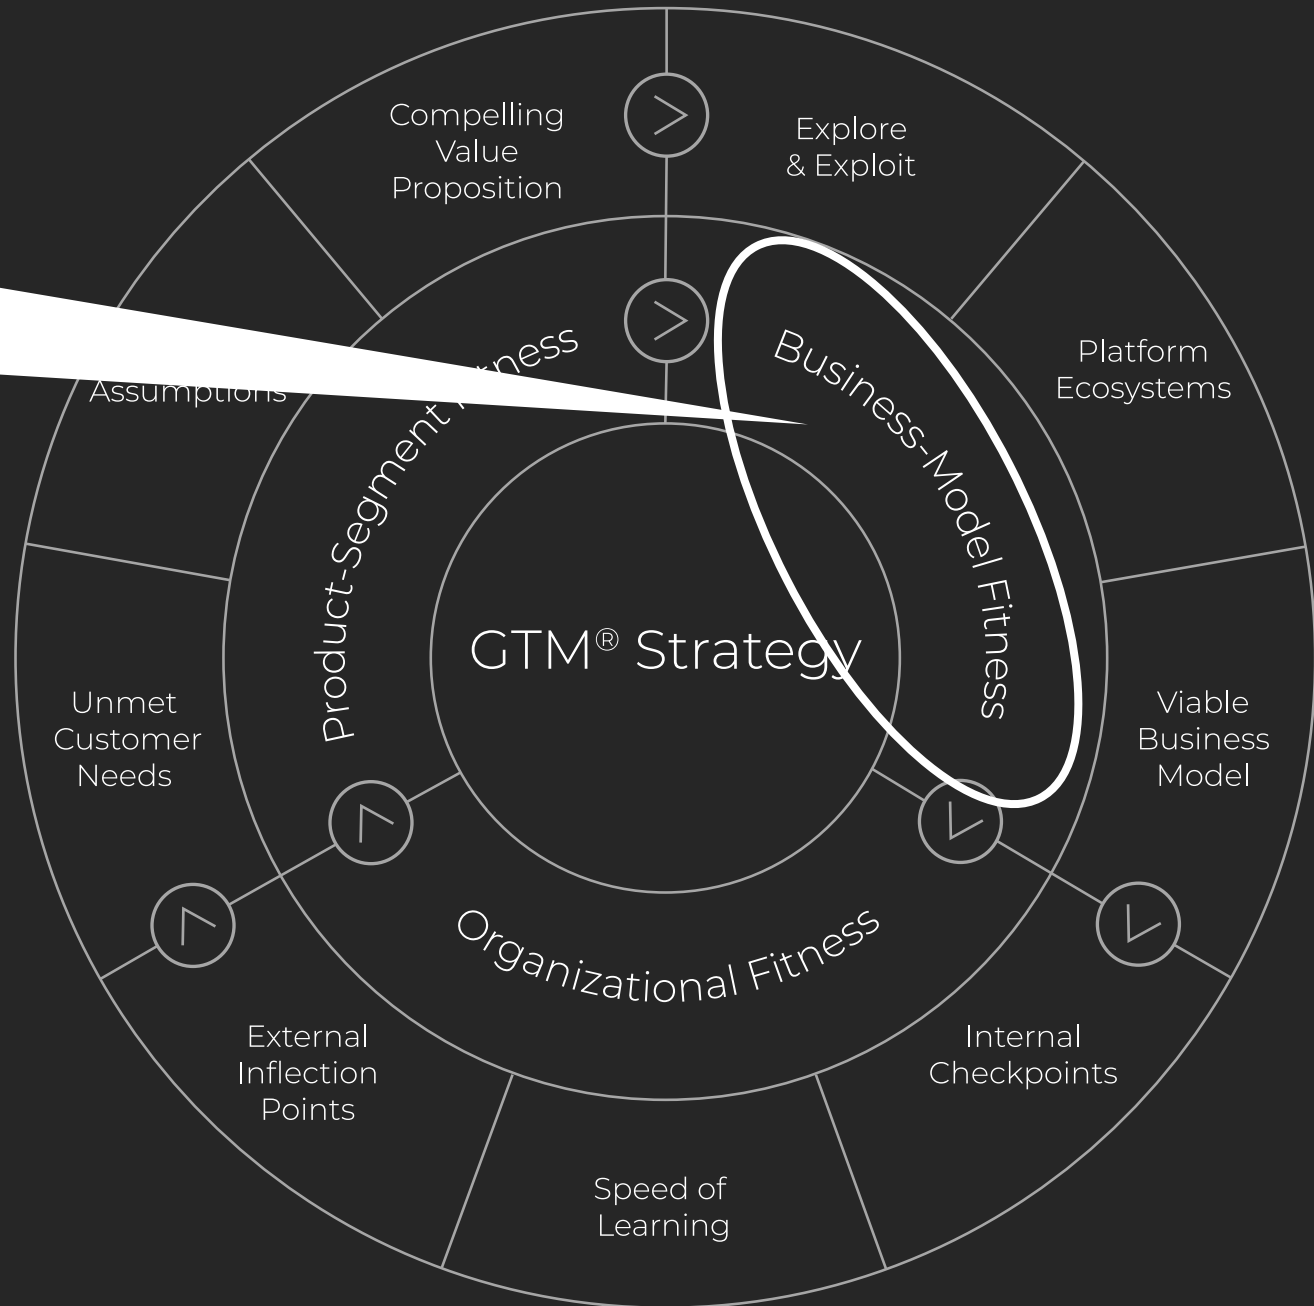 Compelling
Value
Proposition
Explore
& Exploit
Platform
Ecosystems
Assumptions
Product-Segment
Business-Model Fitness
GTM® Strategy
Unmet
Customer
Needs
Viable
Business
Model
Organizational Fitness
External
Inflection
Points
Internal
Checkpoints
Speed of
Learning